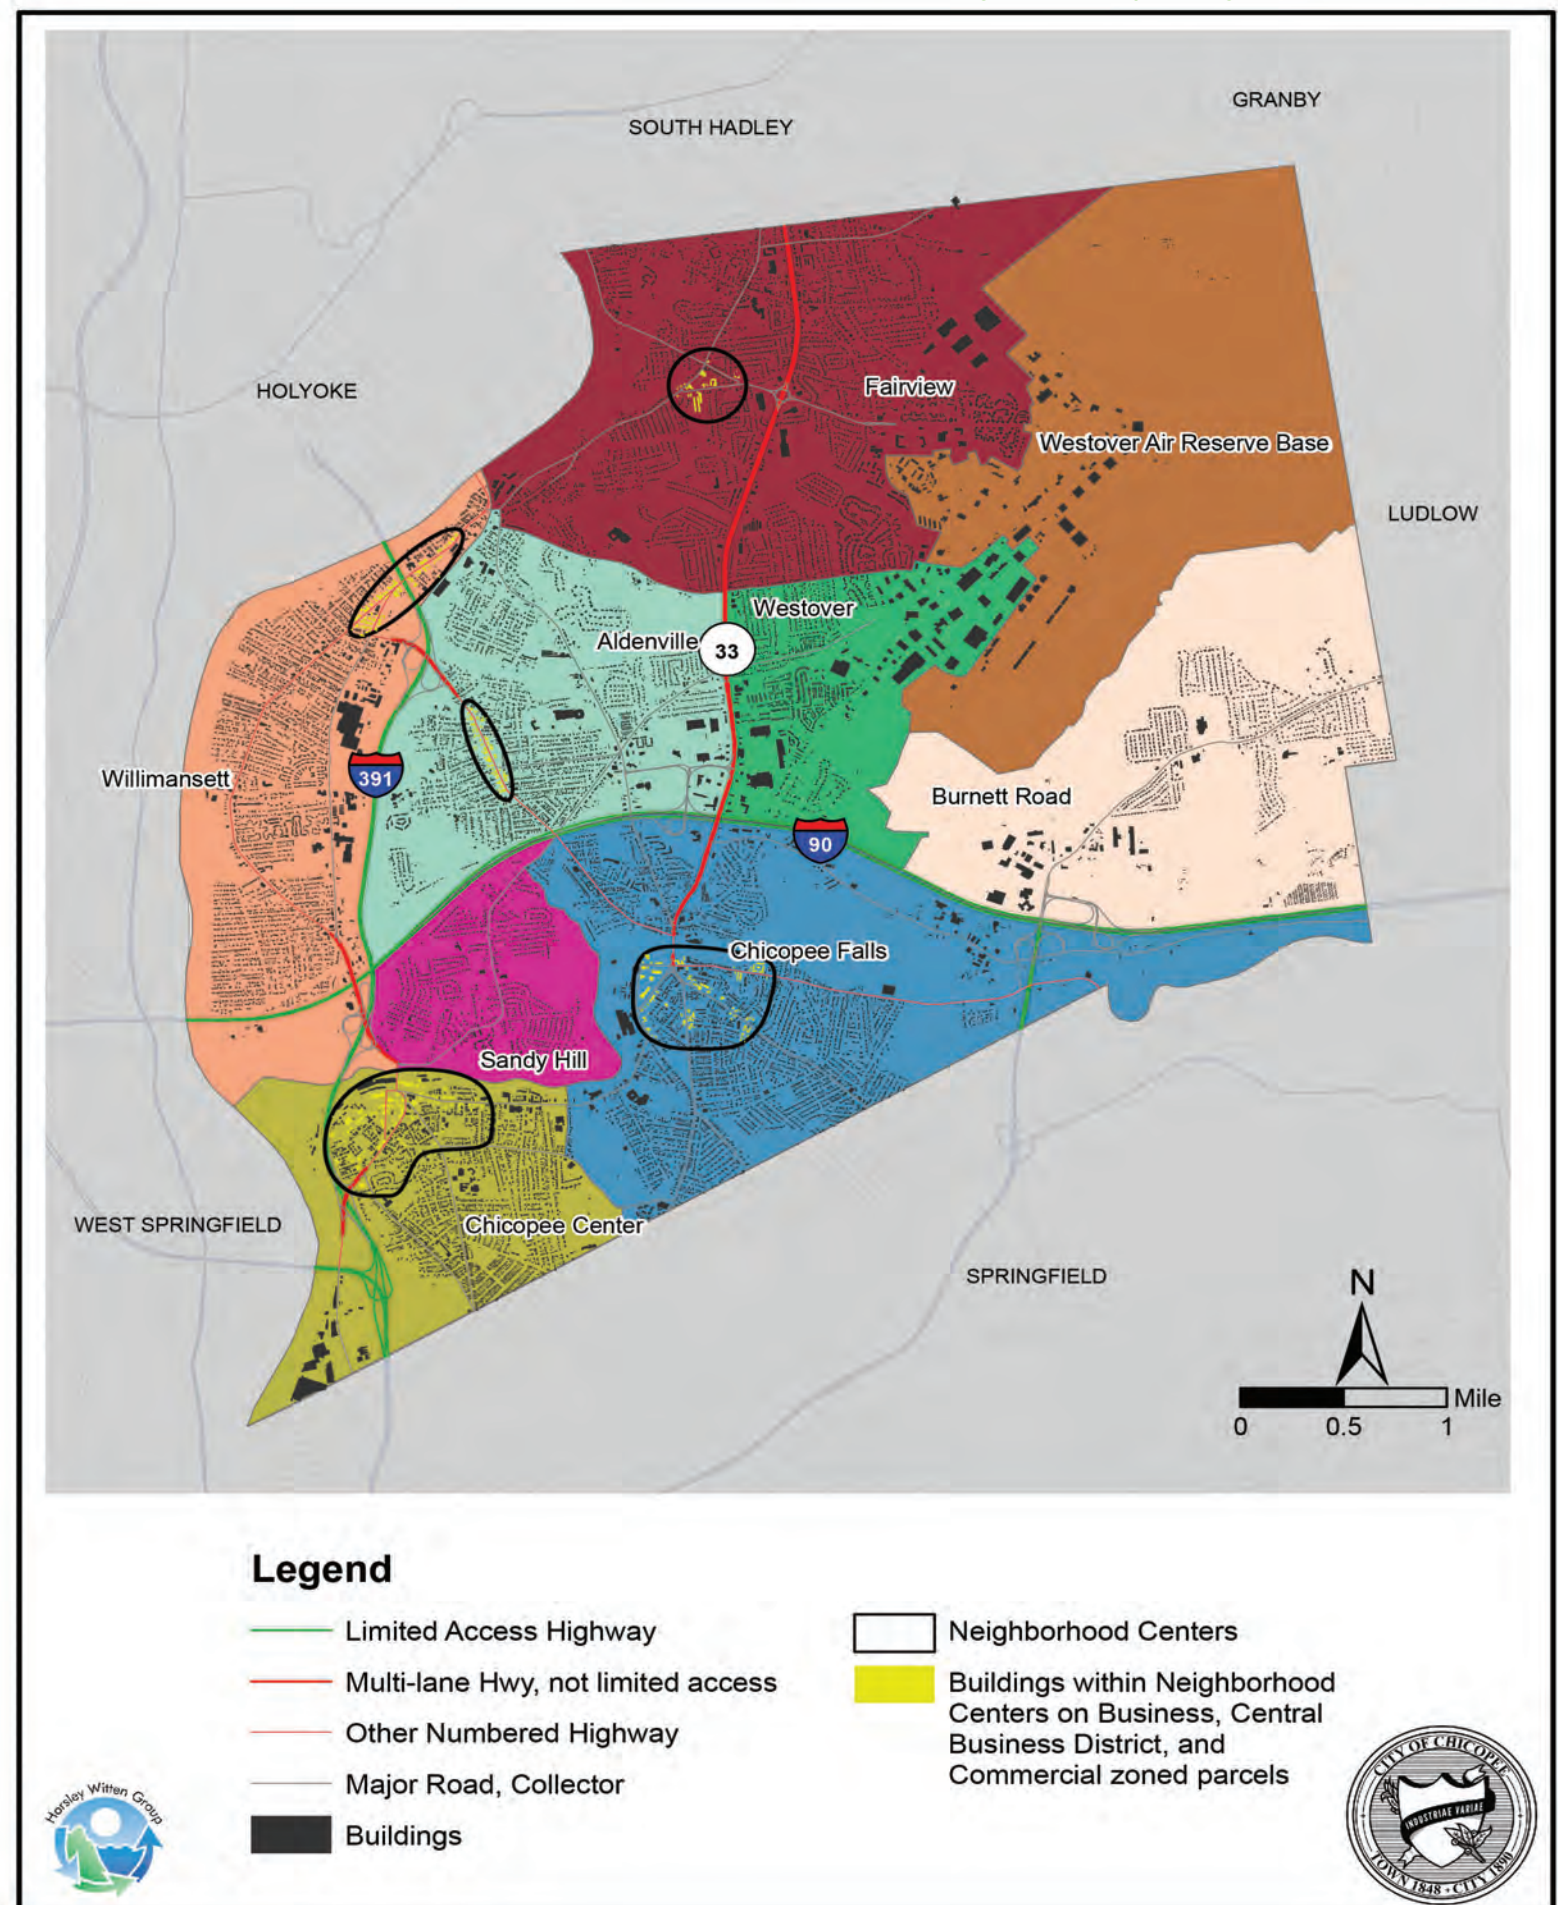 GRANBY
SOUTH HADLEY
HOLYOKE
Fairview
Westover Air Reserve Base
LUDLOW
Westover
Aldenville
33
Willimansett
391
Burnett Road
90
Chicopee Falls
Sandy Hill
WEST SPRINGFIELD
Chicopee Center
SPRINGFIELD
N
Mile
0 0.5 1
Legend
Limited Access Highway
Multi-lane Hwy, not limited access
Other Numbered Highway
Major Road, Collector
Buildings
Neighborhood Centers
Buildings within Neighborhood
Centers on Business, Central
Business District, and
Commercial zoned parcels
Horsley Witten Group
CITY OF CHICOPEE
INDUSTRIAE VARIAE
TOWN 1848 · CITY 1890